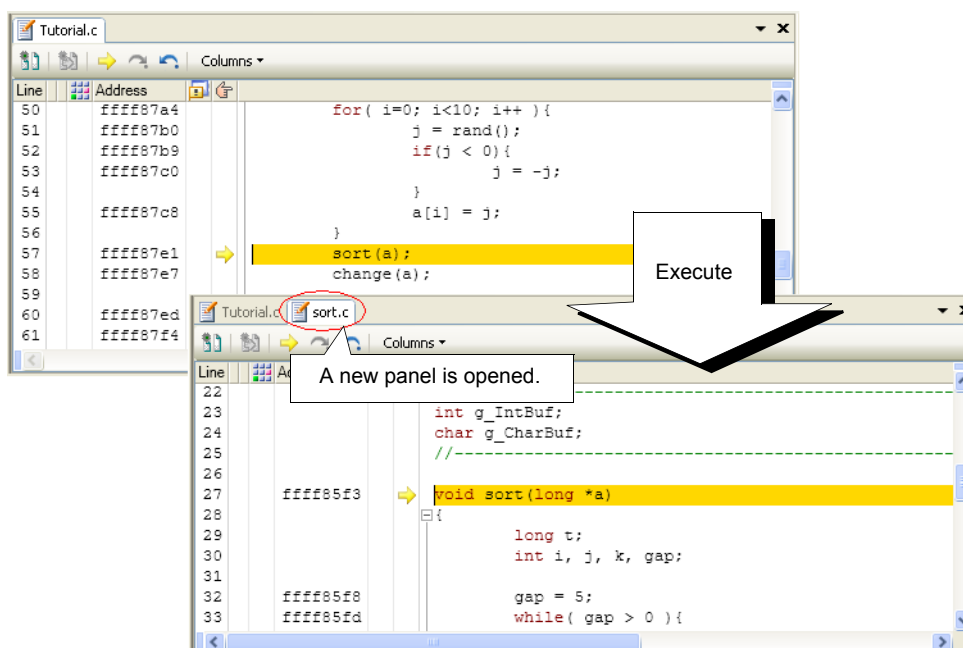 Tutorial.c
Columns
Line Address
50 ffff87a4 for( i=0; i<10; i++ ){
51 ffff87b0 j = rand();
52 ffff87b9 if(j < 0){
53 ffff87c0 j = -j;
54 }
55 ffff87c8 a[i] = j;
56 }
57 ffff87e1 sort(a);
58 ffff87e7 change(a);
59
60 ffff87ed
61 ffff87f4
Execute
Tutorial.c sort.c
Columns
A new panel is opened.
Line
22 //------------------------------------------------
23 int g_IntBuf;
24 char g_CharBuf;
25 //------------------------------------------------
26
27 ffff85f3 void sort(long *a)
28 {
29 long t;
30 int i, j, k, gap;
31
32 ffff85f8 gap = 5;
33 ffff85fd while( gap > 0 ){